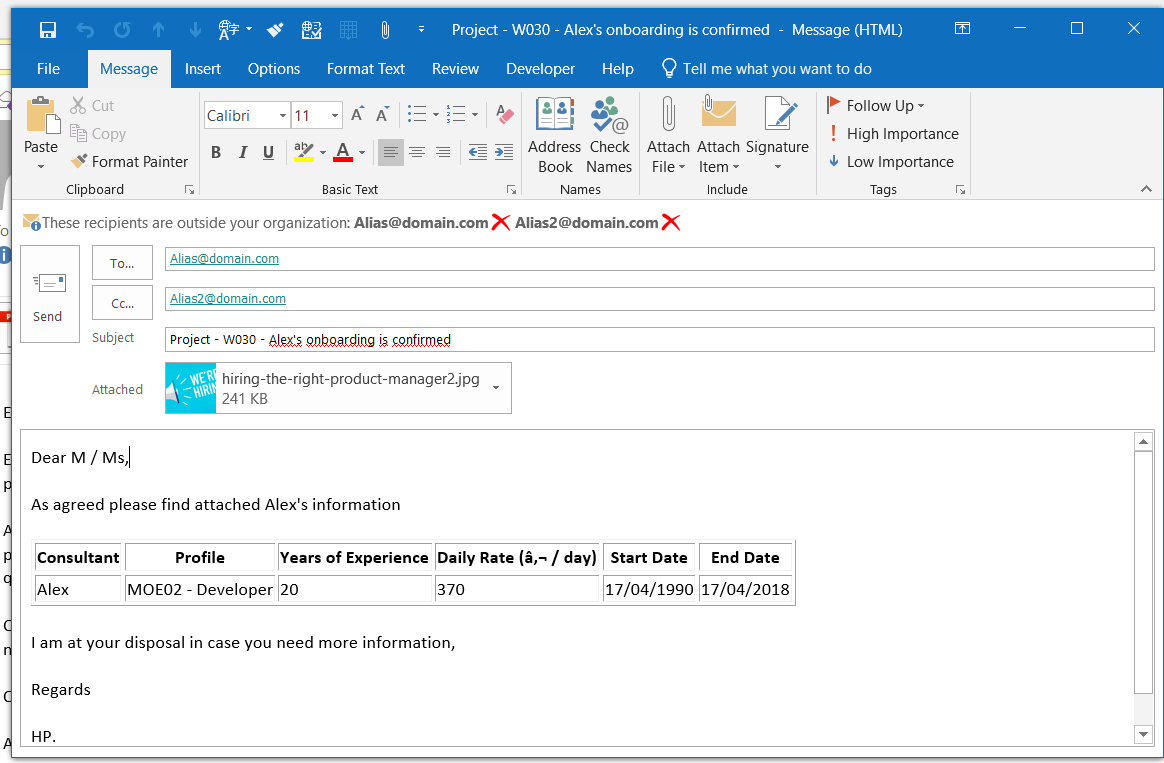 Project - W030 - Alex's onboarding is confirmed - Message (HTML)
File Message Insert Options Format Text Review Developer Help Tell me what you want to do
Paste
Cut
Copy
Format Painter
Clipboard
Calibri 11
B I U ab A
Basic Text
Address Book
Check Names
Names
Attach File
Attach Item
Signature
Include
Follow Up
High Importance
Low Importance
Tags
These recipients are outside your organization: Alias@domain.com Alias2@domain.com
Send
To... Alias@domain.com
Cc... Alias2@domain.com
Subject Project - W030 - Alex's onboarding is confirmed
Attached WE'RE HIRING hiring-the-right-product-manager2.jpg
241 KB
Dear M / Ms,
As agreed please find attached Alex's information
Consultant Profile Years of Experience Daily Rate (â‚¬ / day) Start Date End Date
Alex MOE02 - Developer 20 370 17/04/1990 17/04/2018
I am at your disposal in case you need more information,
Regards
HP.